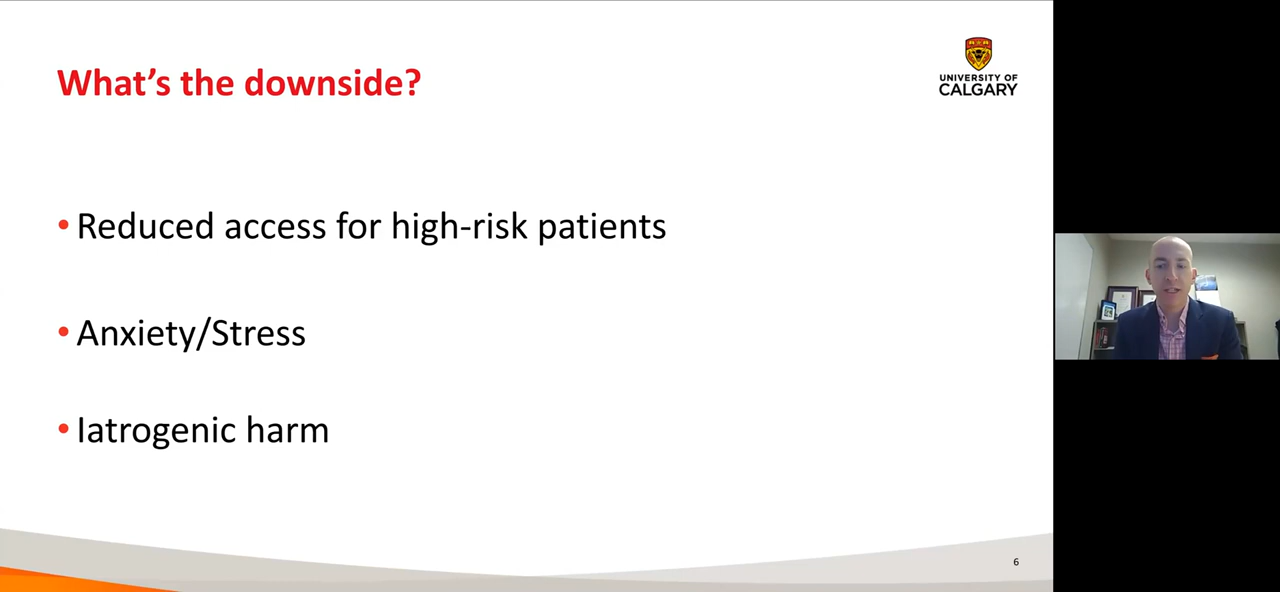 What's the downside?
UNIVERSITY OF
CALGARY
• Reduced access for high-risk patients
• Anxiety/Stress
• Iatrogenic harm
6